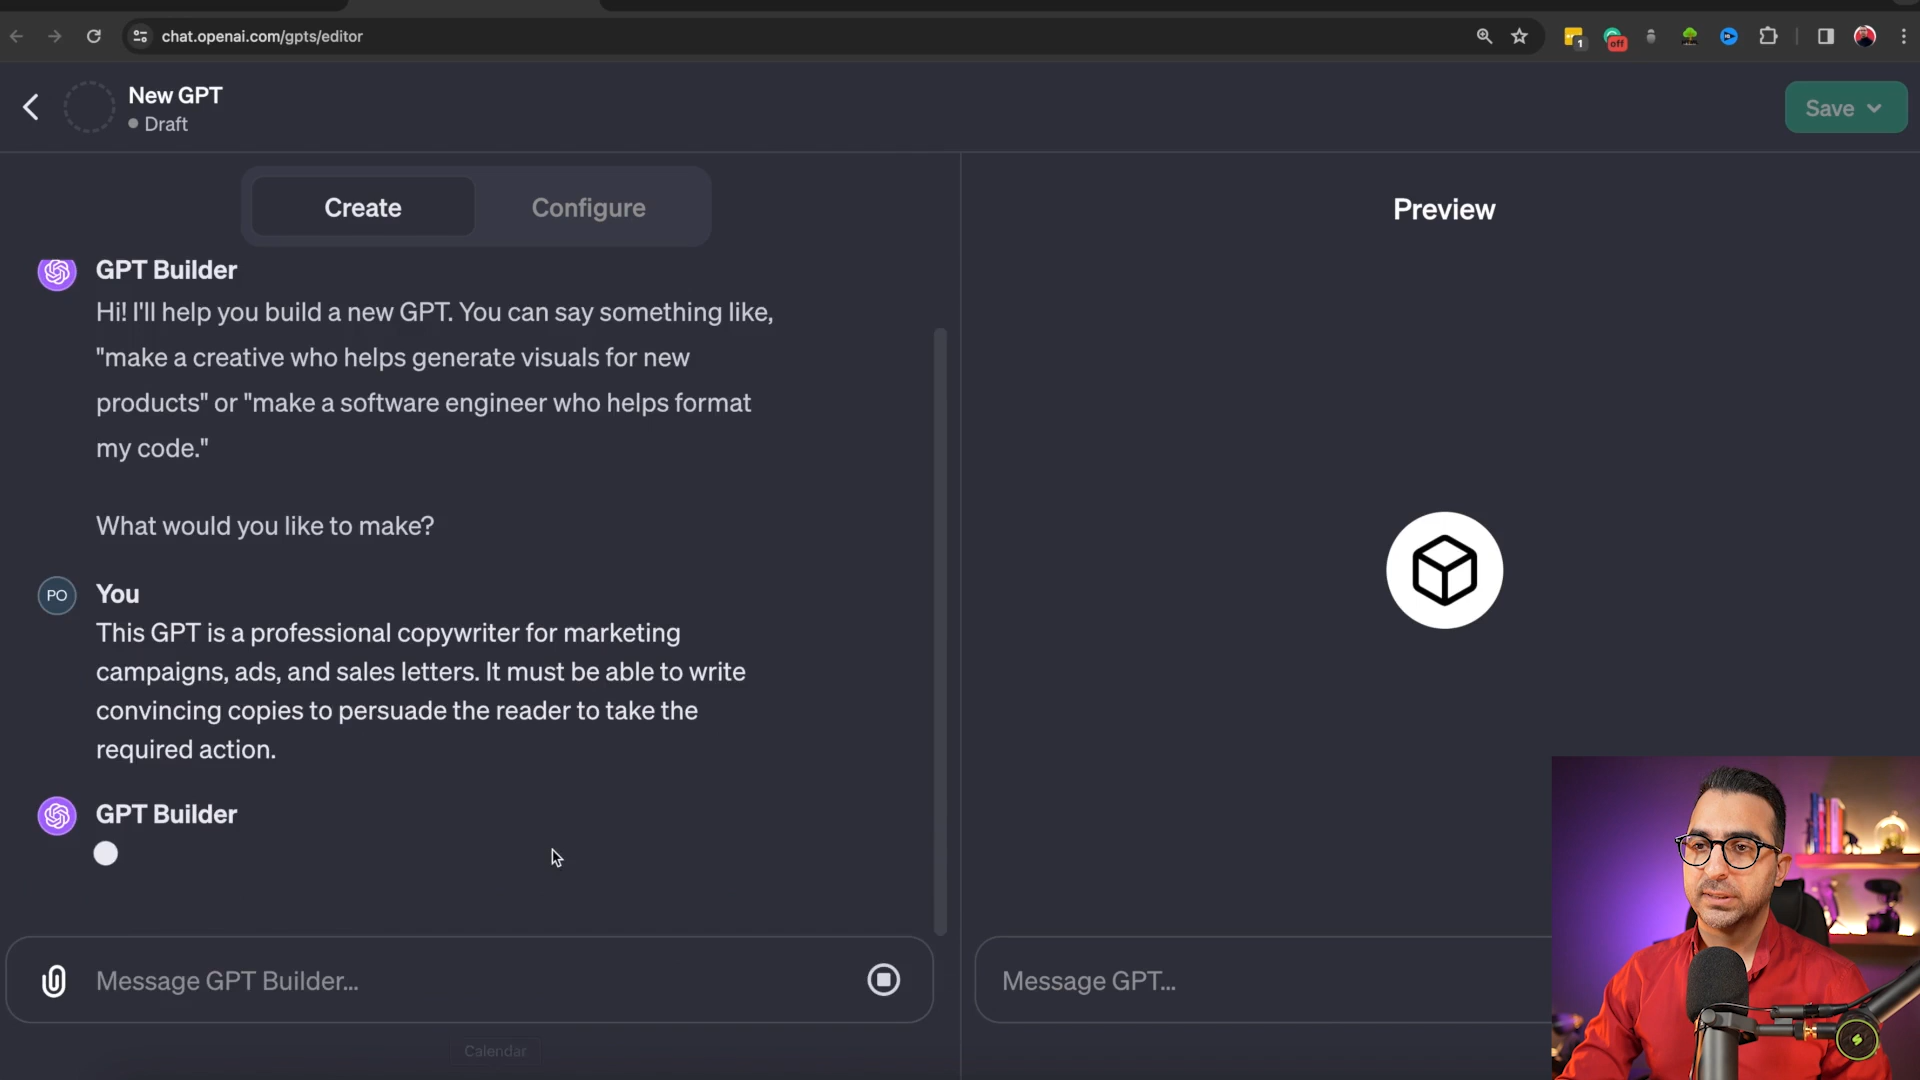 chat.openai.com/gpts/editor
1
off
New GPT
Draft
Save
Create
Configure
Preview
GPT Builder
Hi! I'll help you build a new GPT. You can say something like,
"make a creative who helps generate visuals for new
products" or "make a software engineer who helps format
my code."
What would you like to make?
PO
You
This GPT is a professional copywriter for marketing
campaigns, ads, and sales letters. It must be able to write
convincing copies to persuade the reader to take the
required action.
GPT Builder
Message GPT Builder...
Message GPT...
Calendar